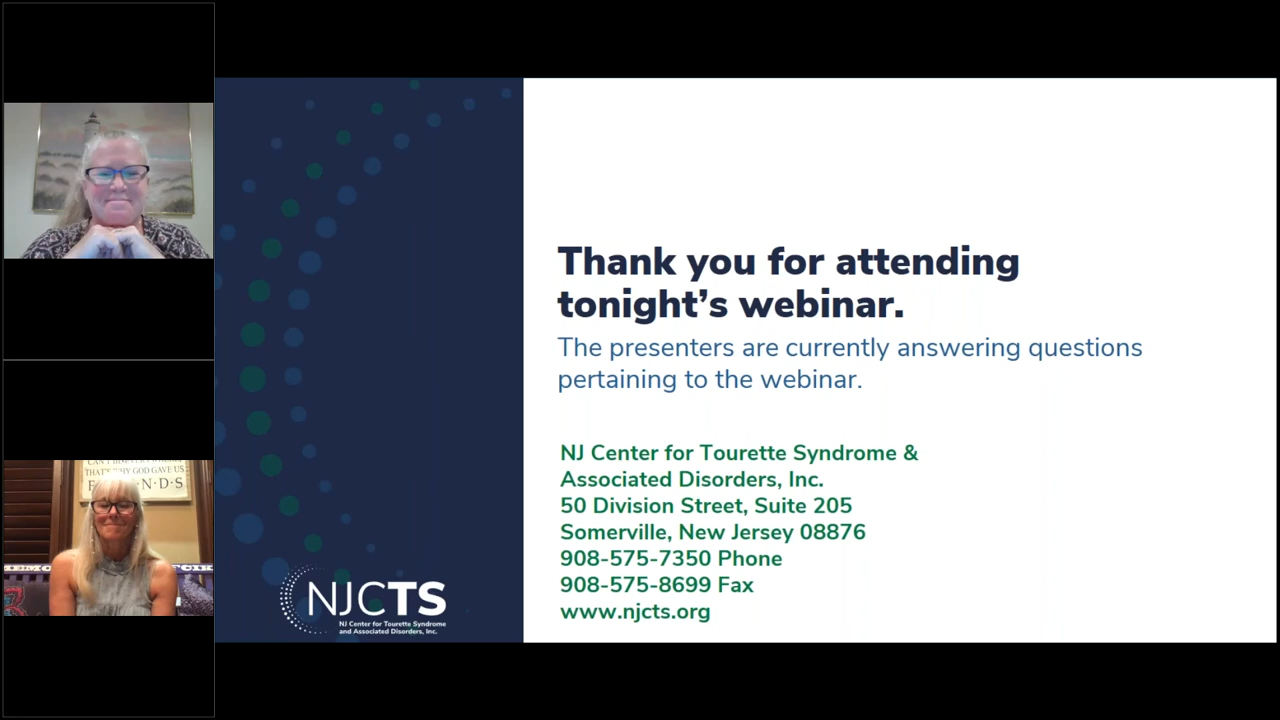 Thank you for attending
tonight's webinar.
The presenters are currently answering questions
pertaining to the webinar.
NJ Center for Tourette Syndrome &
Associated Disorders, Inc.
50 Division Street, Suite 205
Somerville, New Jersey 08876
908-575-7350 Phone
908-575-8699 Fax
www.njcts.org
NJCTS
NJ Center for Tourette Syndrome
and Associated Disorders, Inc.
GOD GAVE US